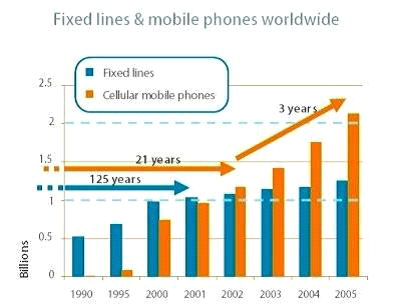 Fixed lines & mobile phones worldwide
2.5
Fixed lines
Cellular mobile phones
3 years
2
21 years
1.5
125 years
1
0.5
Billions
0
1990 1995 2000 2001 2002 2003 2004 2005